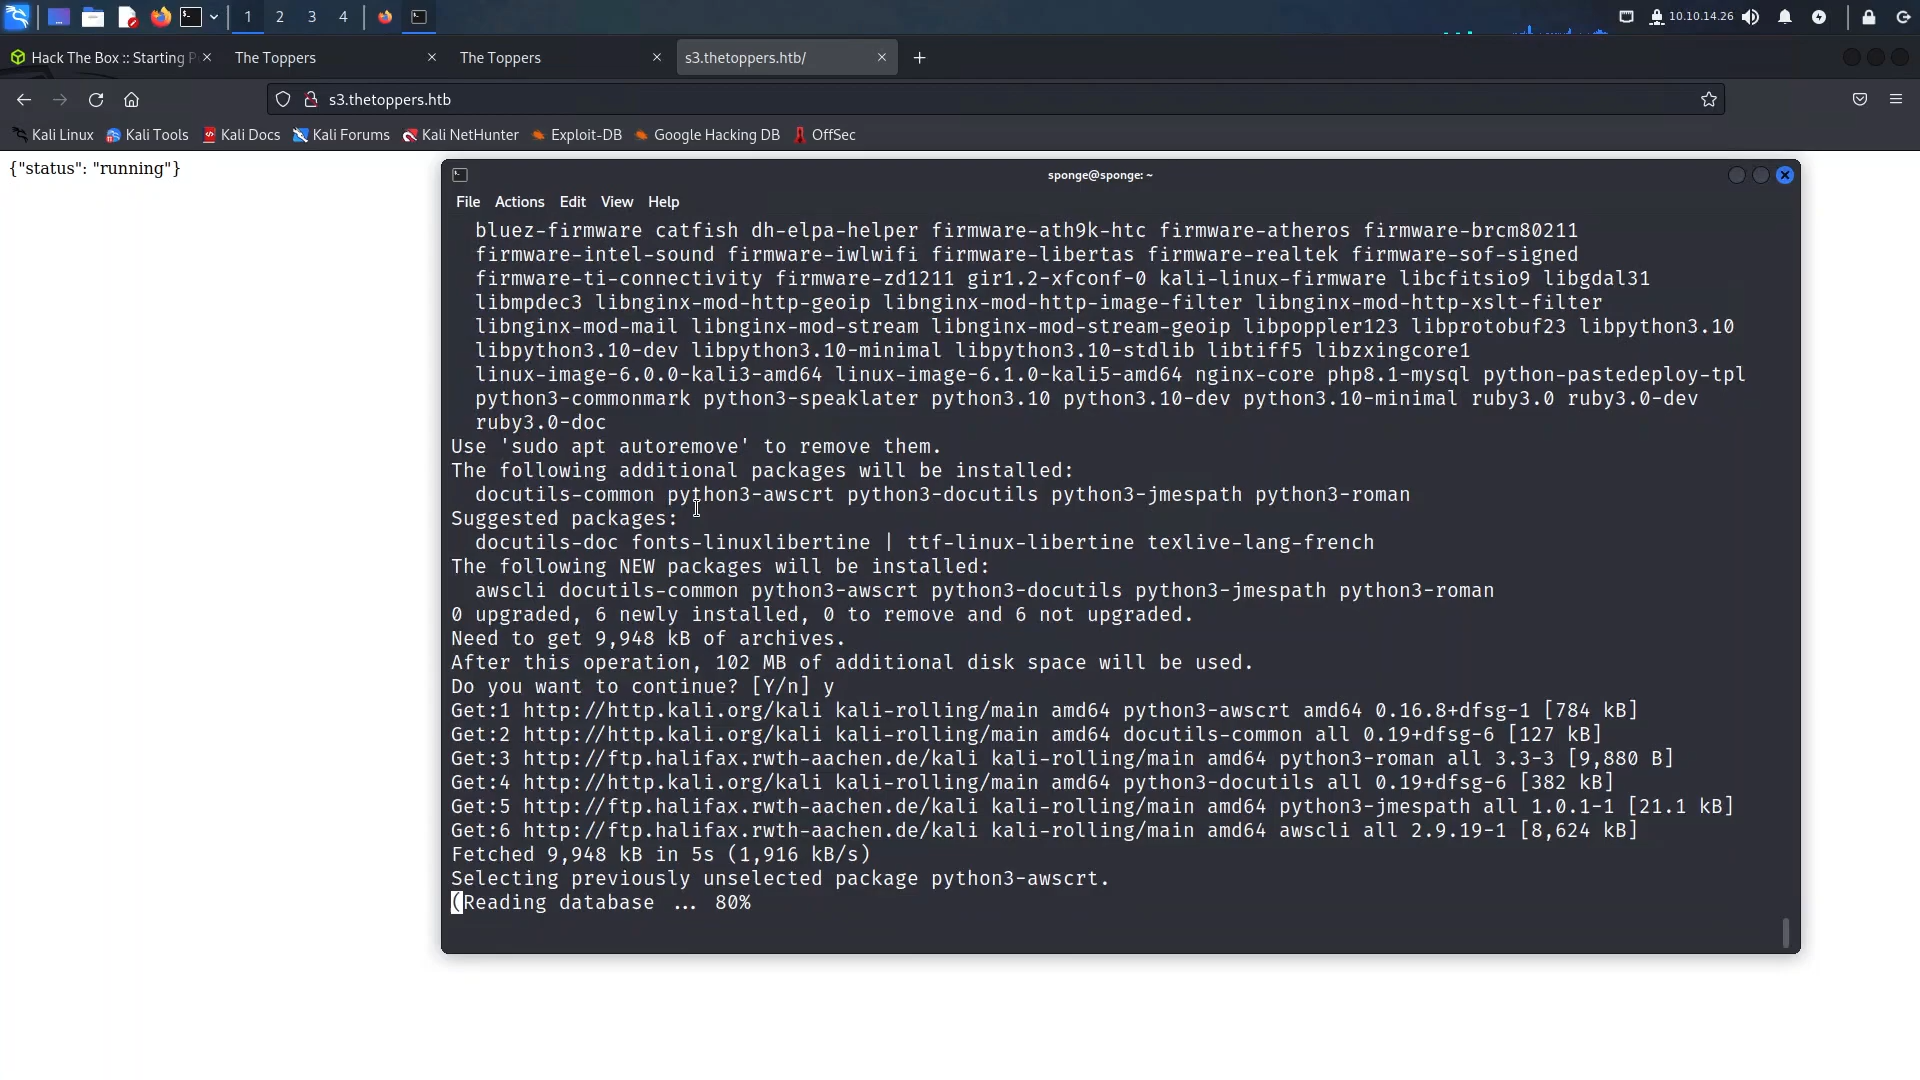 1 2 3 4
10.10.14.26
Hack The Box :: Starting P
The Toppers
The Toppers
s3.thetoppers.htb/
s3.thetoppers.htb
Kali Linux Kali Tools Kali Docs Kali Forums Kali NetHunter Exploit-DB Google Hacking DB OffSec
{"status": "running"}
sponge@sponge: ~
File Actions Edit View Help
bluez-firmware catfish dh-elpa-helper firmware-ath9k-htc firmware-atheros firmware-brcm80211
firmware-intel-sound firmware-iwlwifi firmware-libertas firmware-realtek firmware-sof-signed
firmware-ti-connectivity firmware-zd1211 gir1.2-xfconf-0 kali-linux-firmware libcfitsio9 libgdal31
libmpdec3 libnginx-mod-http-geoip libnginx-mod-http-image-filter libnginx-mod-http-xslt-filter
libnginx-mod-mail libnginx-mod-stream libnginx-mod-stream-geoip libpoppler123 libprotobuf23 libpython3.10
libpython3.10-dev libpython3.10-minimal libpython3.10-stdlib libtiff5 libzxingcore1
linux-image-6.0.0-kali3-amd64 linux-image-6.1.0-kali5-amd64 nginx-core php8.1-mysql python-pastedeploy-tpl
python3-commonmark python3-speaklater python3.10 python3.10-dev python3.10-minimal ruby3.0 ruby3.0-dev
ruby3.0-doc
Use 'sudo apt autoremove' to remove them.
The following additional packages will be installed:
docutils-common python3-awscrt python3-docutils python3-jmespath python3-roman
Suggested packages:
docutils-doc fonts-linuxlibertine | ttf-linux-libertine texlive-lang-french
The following NEW packages will be installed:
awscli docutils-common python3-awscrt python3-docutils python3-jmespath python3-roman
0 upgraded, 6 newly installed, 0 to remove and 6 not upgraded.
Need to get 9,948 kB of archives.
After this operation, 102 MB of additional disk space will be used.
Do you want to continue? [Y/n] y
Get:1 http://http.kali.org/kali kali-rolling/main amd64 python3-awscrt amd64 0.16.8+dfsg-1 [784 kB]
Get:2 http://http.kali.org/kali kali-rolling/main amd64 docutils-common all 0.19+dfsg-6 [127 kB]
Get:3 http://ftp.halifax.rwth-aachen.de/kali kali-rolling/main amd64 python3-roman all 3.3-3 [9,880 B]
Get:4 http://http.kali.org/kali kali-rolling/main amd64 python3-docutils all 0.19+dfsg-6 [382 kB]
Get:5 http://ftp.halifax.rwth-aachen.de/kali kali-rolling/main amd64 python3-jmespath all 1.0.1-1 [21.1 kB]
Get:6 http://ftp.halifax.rwth-aachen.de/kali kali-rolling/main amd64 awscli all 2.9.19-1 [8,624 kB]
Fetched 9,948 kB in 5s (1,916 kB/s)
Selecting previously unselected package python3-awscrt.
(Reading database ... 80%